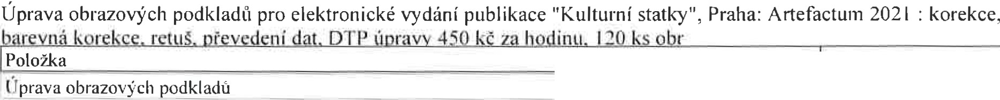 Úprava obrazových podkladů pro elektronické vydání publikace "Kulturní statky", Praha: Artefactum 2021 : korekce,
barevná korekce, retuš, převedení dat, DTP úpravy 450 kč za hodinu, 120 ks obr
Položka
Úprava obrazových podkladů